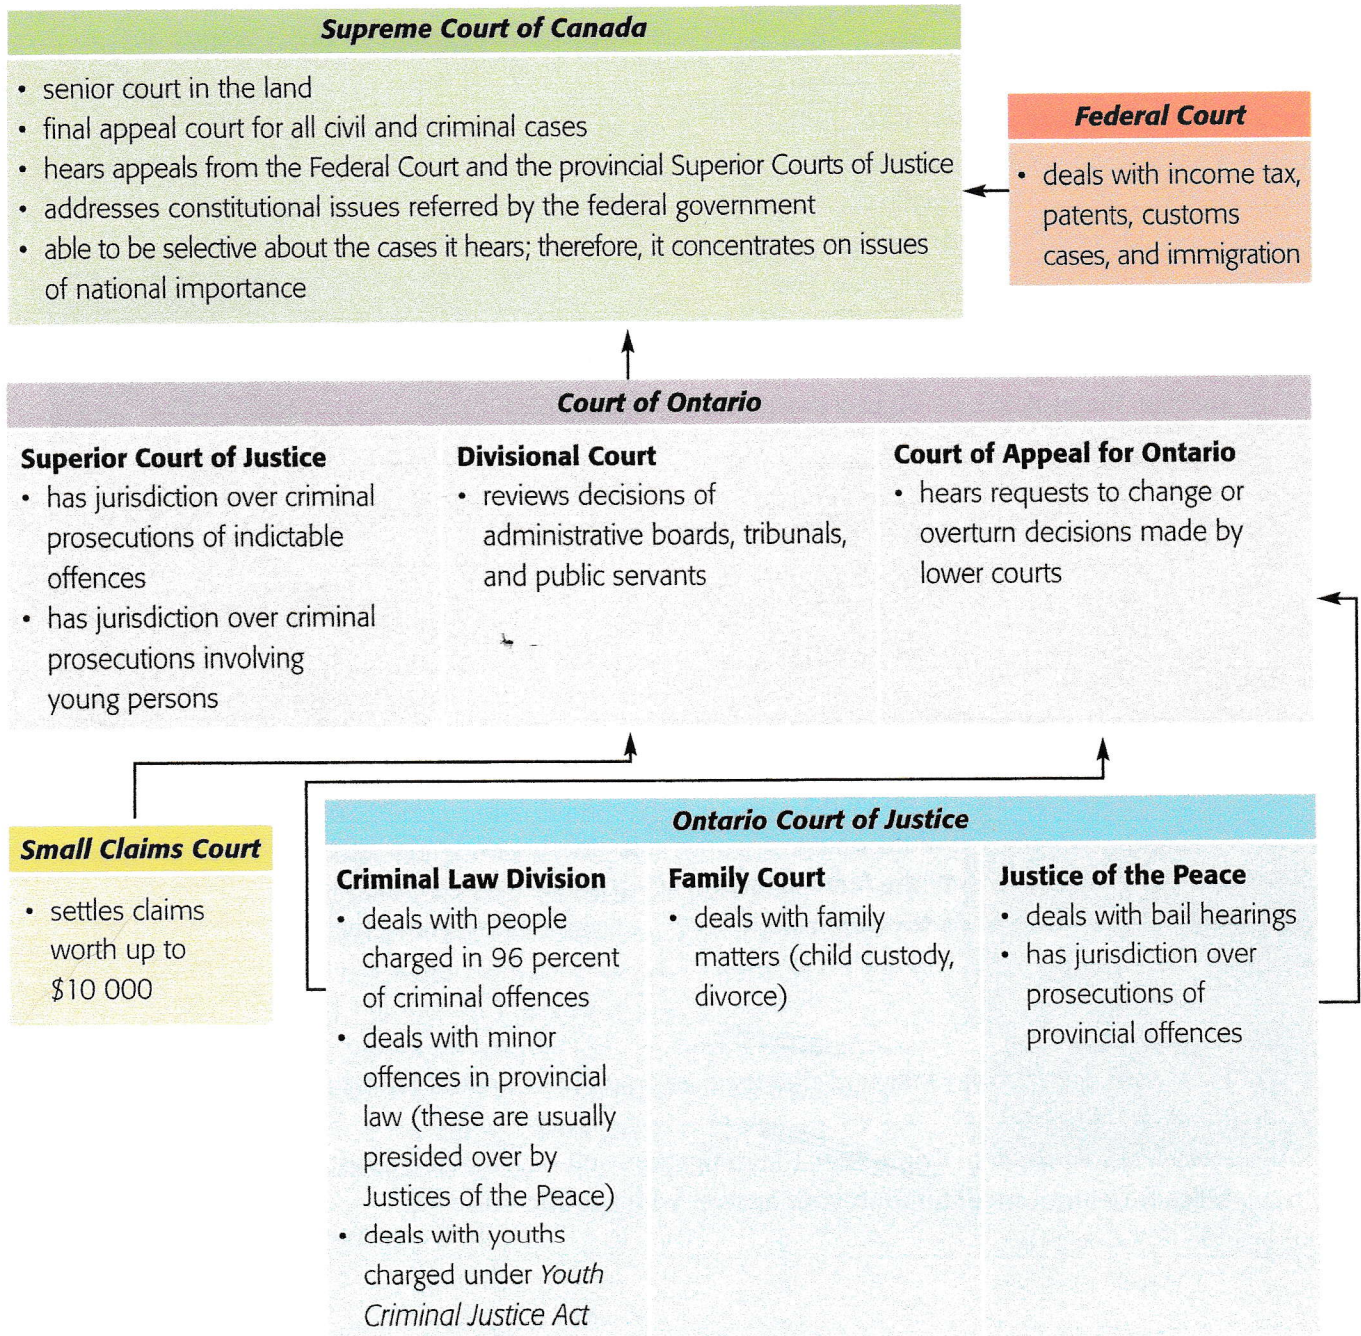 Supreme Court of Canada
• senior court in the land
• final appeal court for all civil and criminal cases
• hears appeals from the Federal Court and the provincial Superior Courts of Justice
• addresses constitutional issues referred by the federal government
• able to be selective about the cases it hears; therefore, it concentrates on issues
of national importance
Federal Court
• deals with income tax,
patents, customs
cases, and immigration
Court of Ontario
Superior Court of Justice
• has jurisdiction over criminal
prosecutions of indictable
offences
• has jurisdiction over criminal
prosecutions involving
young persons
Divisional Court
• reviews decisions of
administrative boards, tribunals,
and public servants
Court of Appeal for Ontario
• hears requests to change or
overturn decisions made by
lower courts
Small Claims Court
• settles claims
worth up to
$10 000
Ontario Court of Justice
Criminal Law Division
• deals with people
charged in 96 percent
of criminal offences
• deals with minor
offences in provincial
law (these are usually
presided over by
Justices of the Peace)
• deals with youths
charged under Youth
Criminal Justice Act
Family Court
• deals with family
matters (child custody,
divorce)
Justice of the Peace
• deals with bail hearings
• has jurisdiction over
prosecutions of
provincial offences